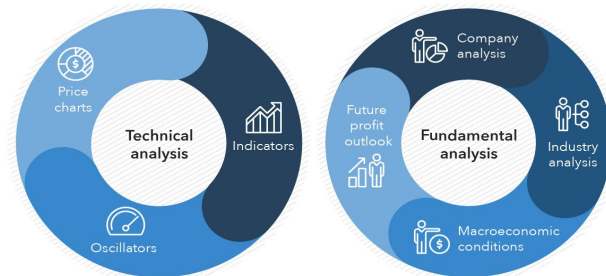 Price
charts
Technical
analysis
Indicators
Oscillators
Company
analysis
Future
profit
outlook
Fundamental
analysis
Industry
analysis
Macroeconomic
conditions